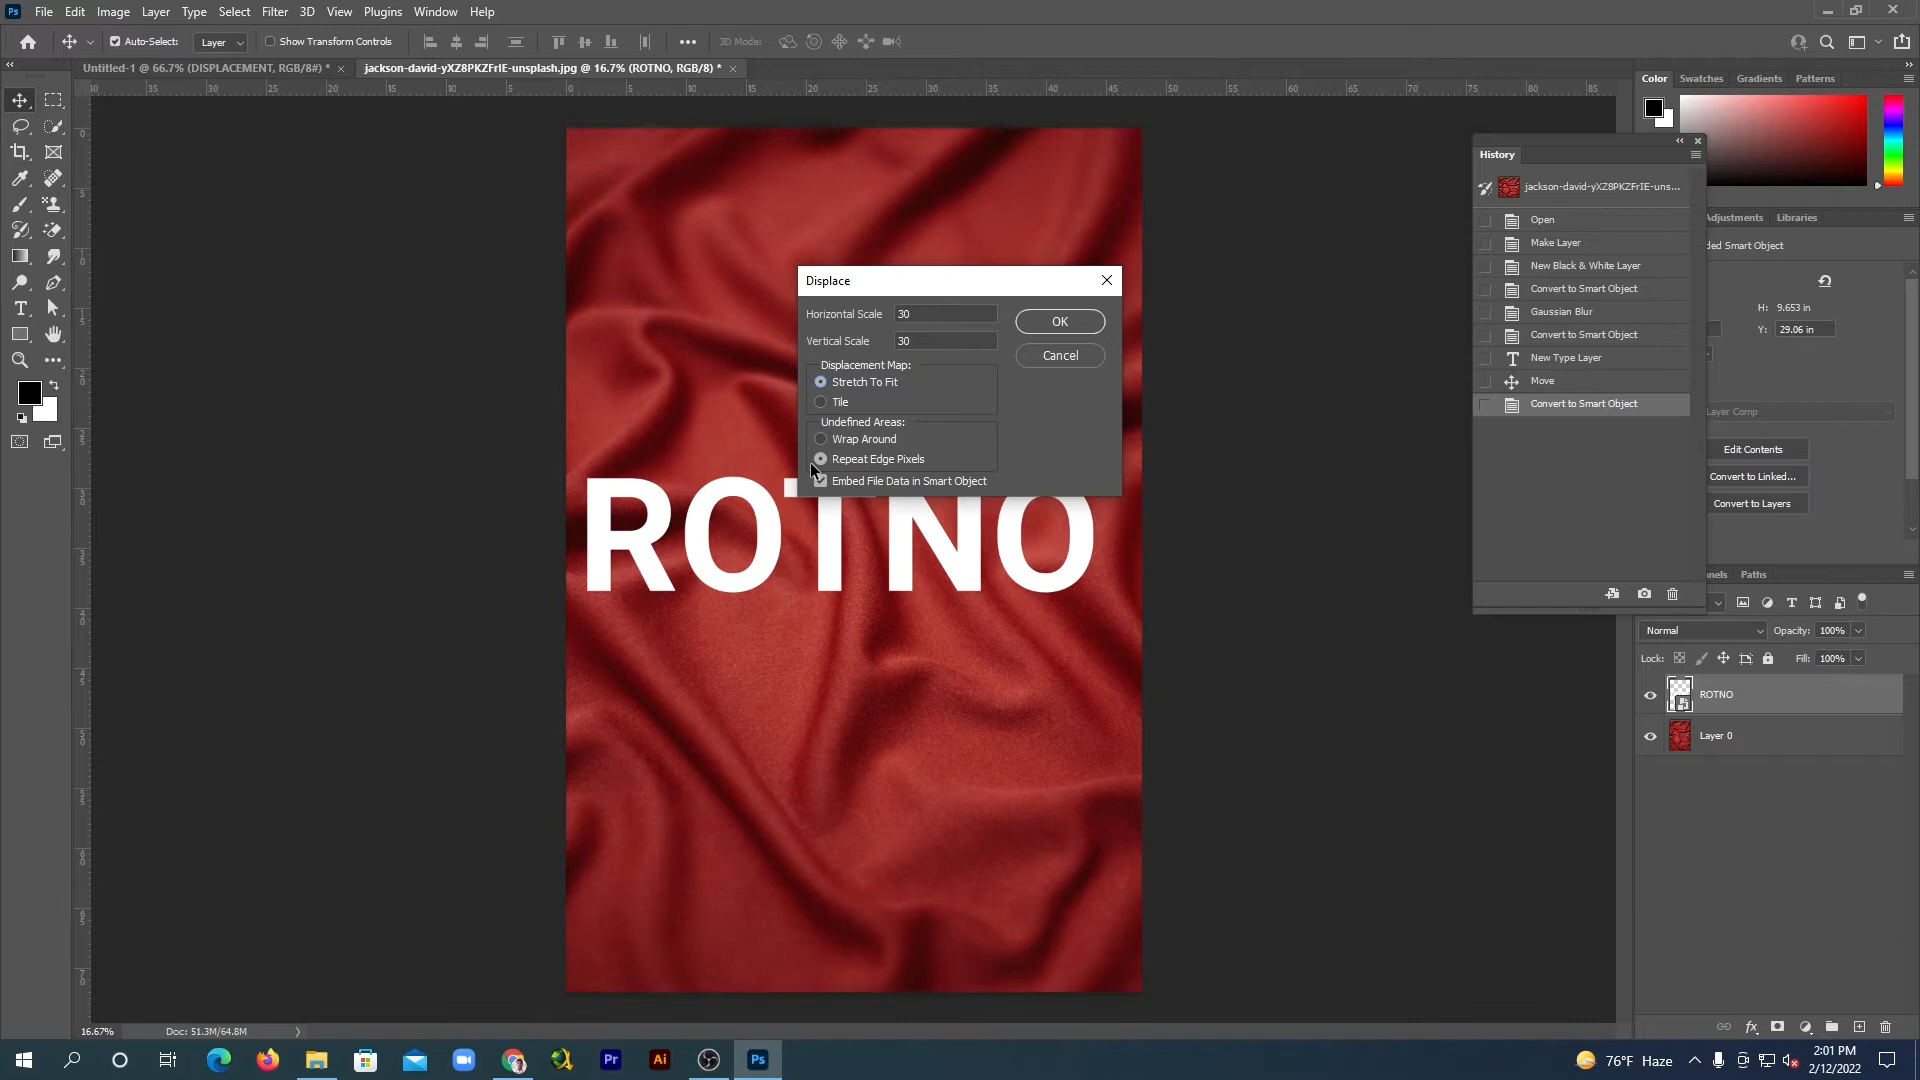 Ps File Edit Image Layer Type Select Filter 3D View Plugins Window Help
Auto-Select: Layer Show Transform Controls 3D Mode:
Untitled-1 @ 66.7% (DISPLACEMENT, RGB/8#) * jackson-david-yXZ8PKZFrIE-unsplash.jpg @ 16.7% (ROTNO, RGB/8) *
Color Swatches Gradients Patterns
History
jackson-david-yXZ8PKZFrIE-uns...
Open
Make Layer
New Black & White Layer
Convert to Smart Object
Gaussian Blur
Convert to Smart Object
New Type Layer
Move
Convert to Smart Object
Displace
Horizontal Scale 30
Vertical Scale 30
OK
Cancel
Displacement Map:
Stretch To Fit
Tile
Undefined Areas:
Wrap Around
Repeat Edge Pixels
Embed File Data in Smart Object
ROTNO
Adjustments Libraries
ded Smart Object
H: 9.653 in
Y: 29.06 in
Layer Comp
Edit Contents
Convert to Linked...
Convert to Layers
nnels Paths
Normal Opacity: 100%
Lock: Fill: 100%
ROTNO
Layer 0
16.67% Doc: 51.3M/64.8M
Pr Ai Ps
76°F Haze
2:01 PM
2/12/2022